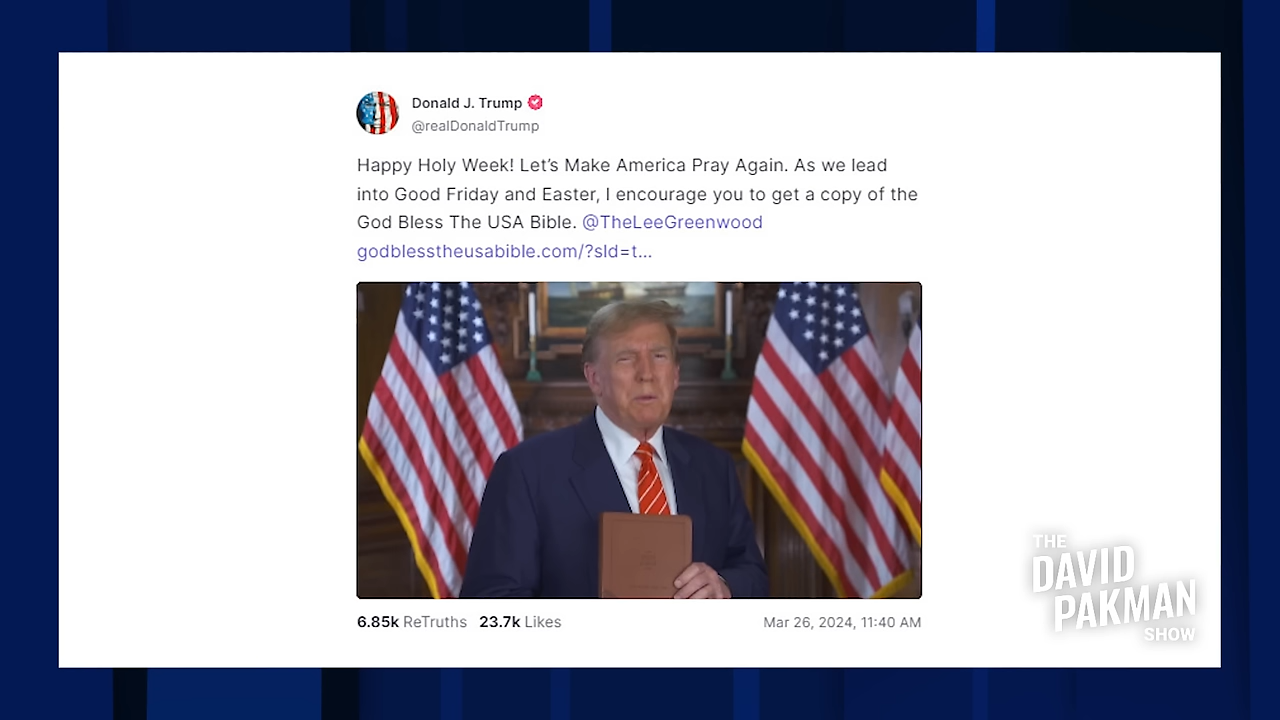 Donald J. Trump
@realDonaldTrump
Happy Holy Week! Let’s Make America Pray Again. As we lead
into Good Friday and Easter, I encourage you to get a copy of the
God Bless The USA Bible. @TheLeeGreenwood
godblesstheusabible.com/?sId=t...
6.85k ReTruths 23.7k Likes
Mar 26, 2024, 11:40 AM
THE
DAVID
PAKMAN
SHOW